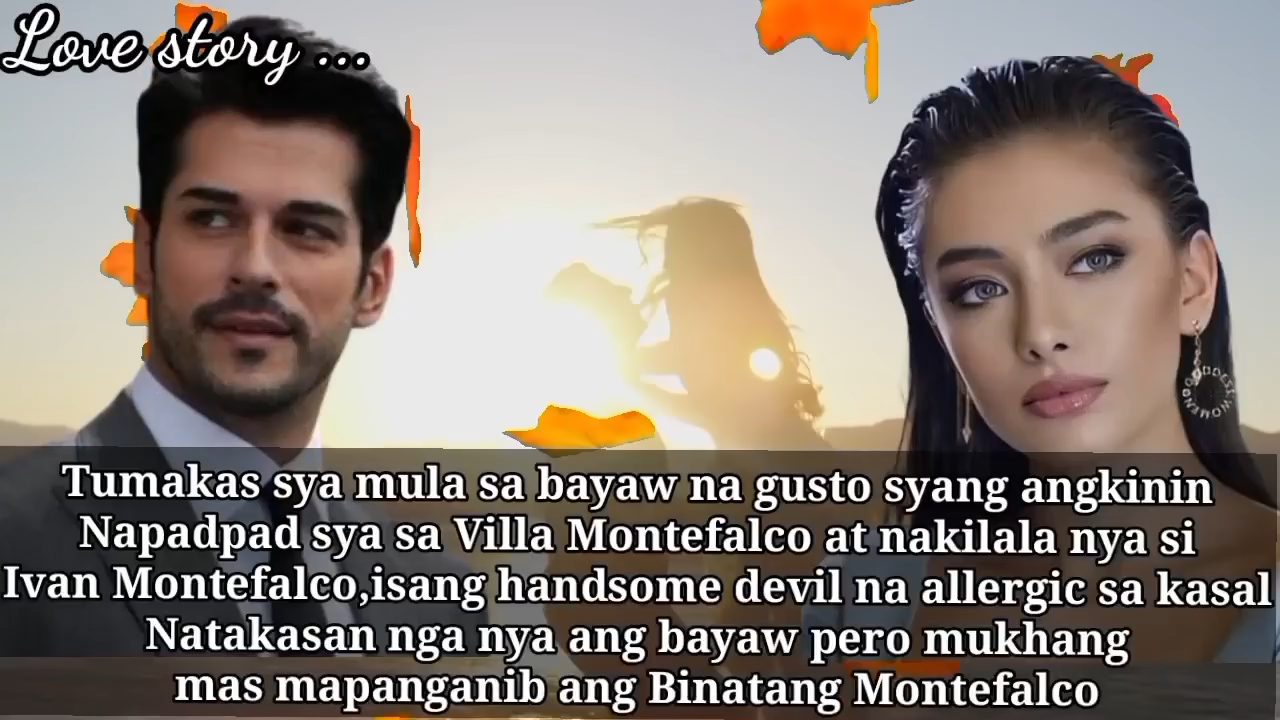 Love story ...
Tumakas sya mula sa bayaw na gusto syang angkinin
Napadpad sya sa Villa Montefalco at nakilala nya si
Ivan Montefalco,isang handsome devil na allergic sa kasal
Natakasan nga nya ang bayaw pero mukhang
mas mapanganib ang Binatang Montefalco
GODDESS WOMEN